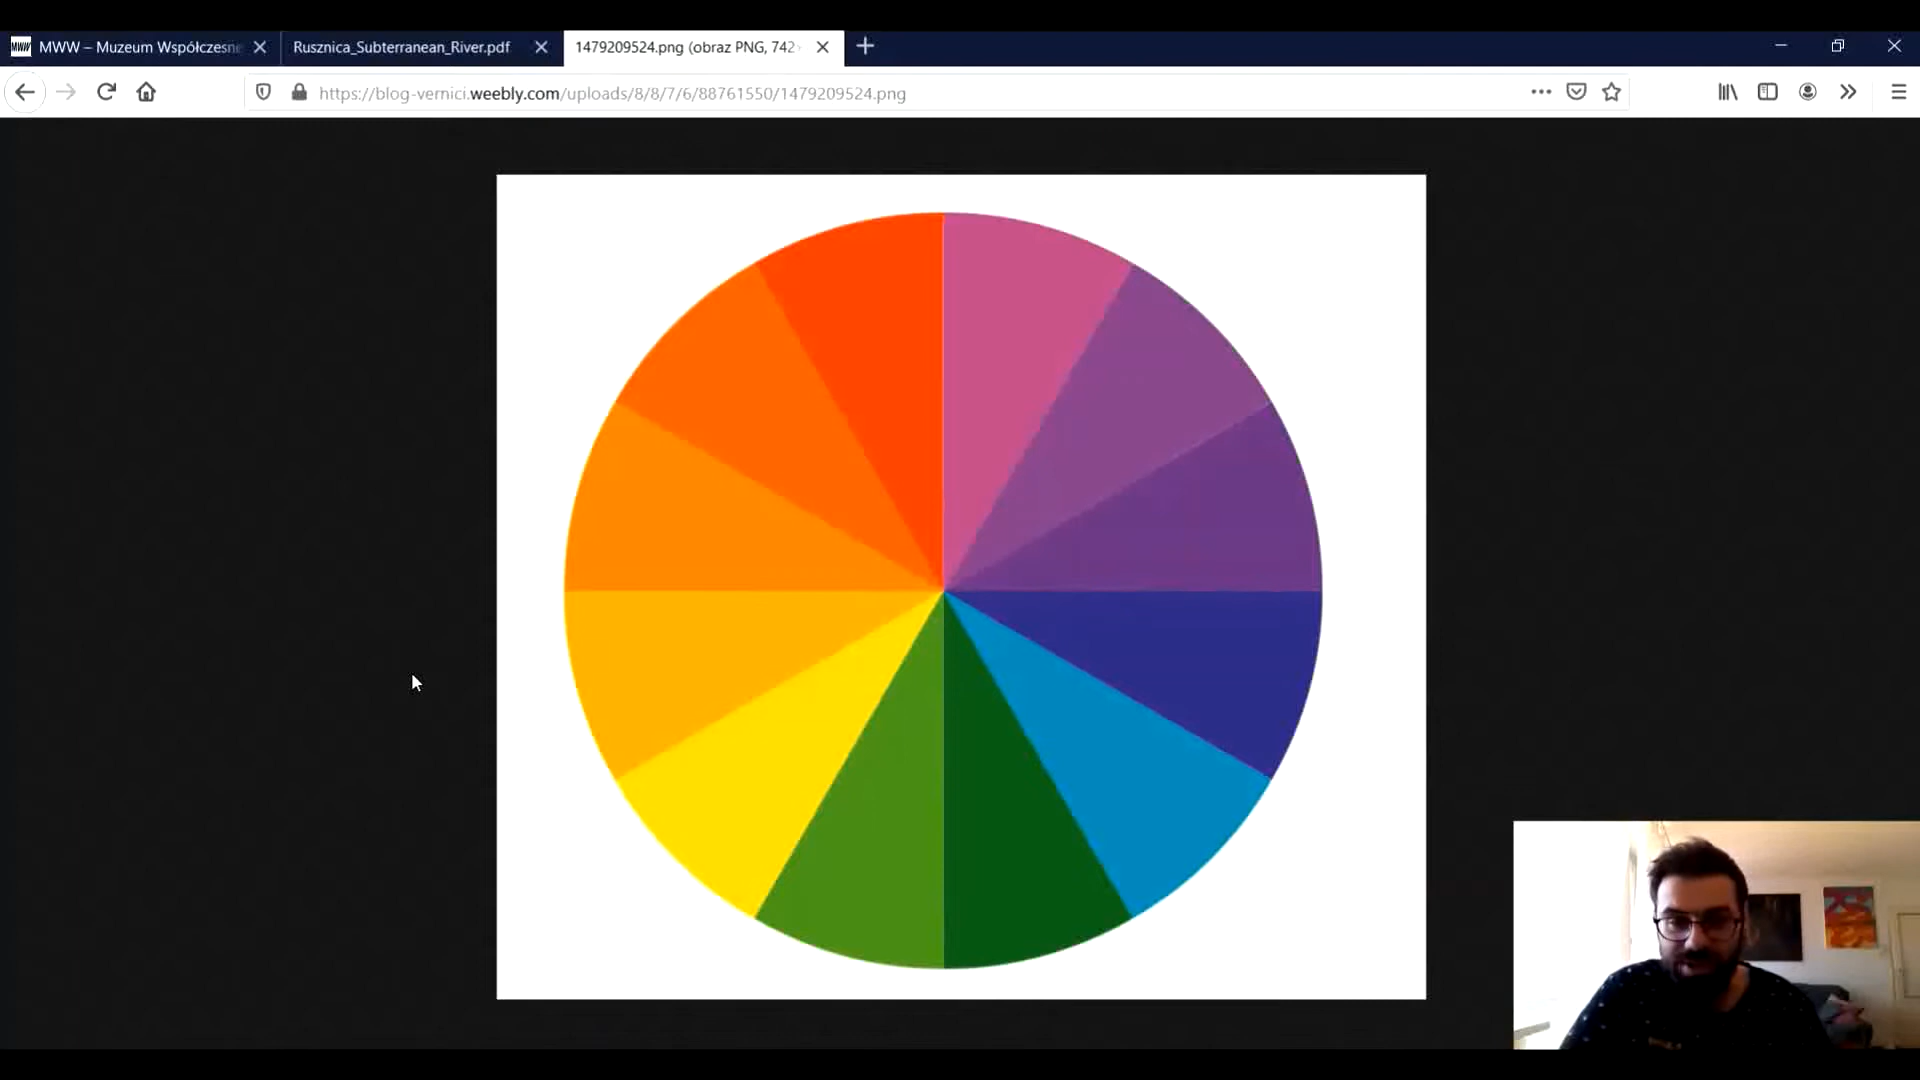 MWW MWW – Muzeum Współczesne
Rusznica_Subterranean_River.pdf
1479209524.png (obraz PNG, 742
https://blog-vernici.weebly.com/uploads/8/8/7/6/88761550/1479209524.png